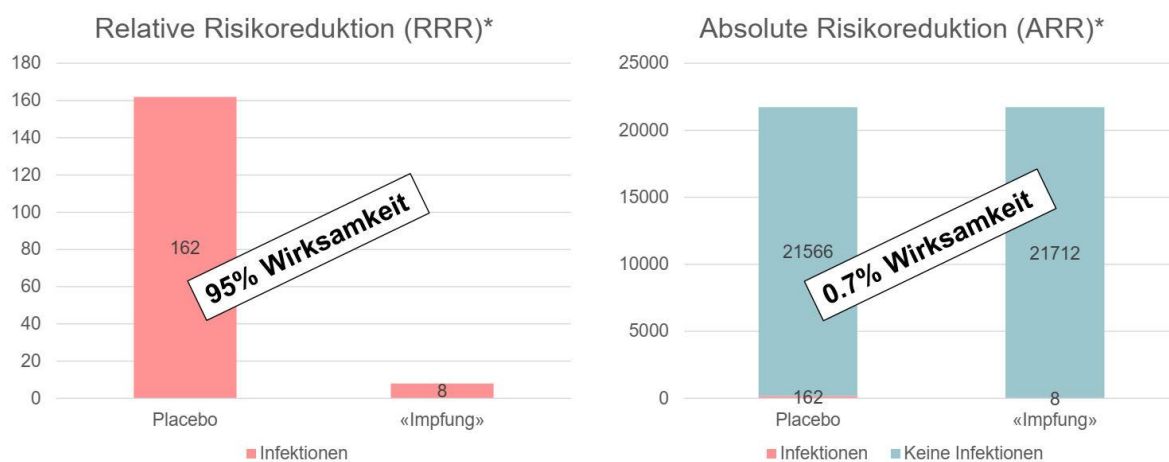 Relative Risikoreduktion (RRR)*
180
160
140
120
100
80
60
40
20
0
162
8
95% Wirksamkeit
Placebo
«Impfung»
Infektionen
Absolute Risikoreduktion (ARR)*
25000
20000
15000
10000
5000
0
21566
21712
0.7% Wirksamkeit
162
8
Placebo
«Impfung»
Infektionen
Keine Infektionen